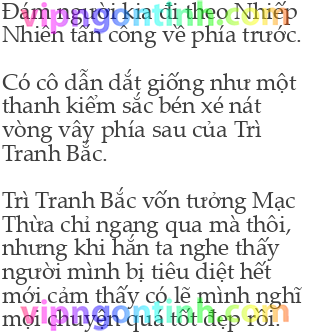 Đám người kia đi theo Nhiếp
vipngontinh.com
Nhiên tấn công về phía trước.
Có cô dẫn dắt giống như một
thanh kiếm sắc bén xé nát
vòng vây phía sau của Trì
Tranh Bắc.
Trì Tranh Bắc vốn tưởng Mạc
Thừa chỉ ngang qua mà thôi,
nhưng khi hắn ta nghe thấy
người mình bị tiêu diệt hết
mới cảm thấy có lẽ mình nghĩ
mọi chuyện quá tốt đẹp rồi.
vipngontinh.com